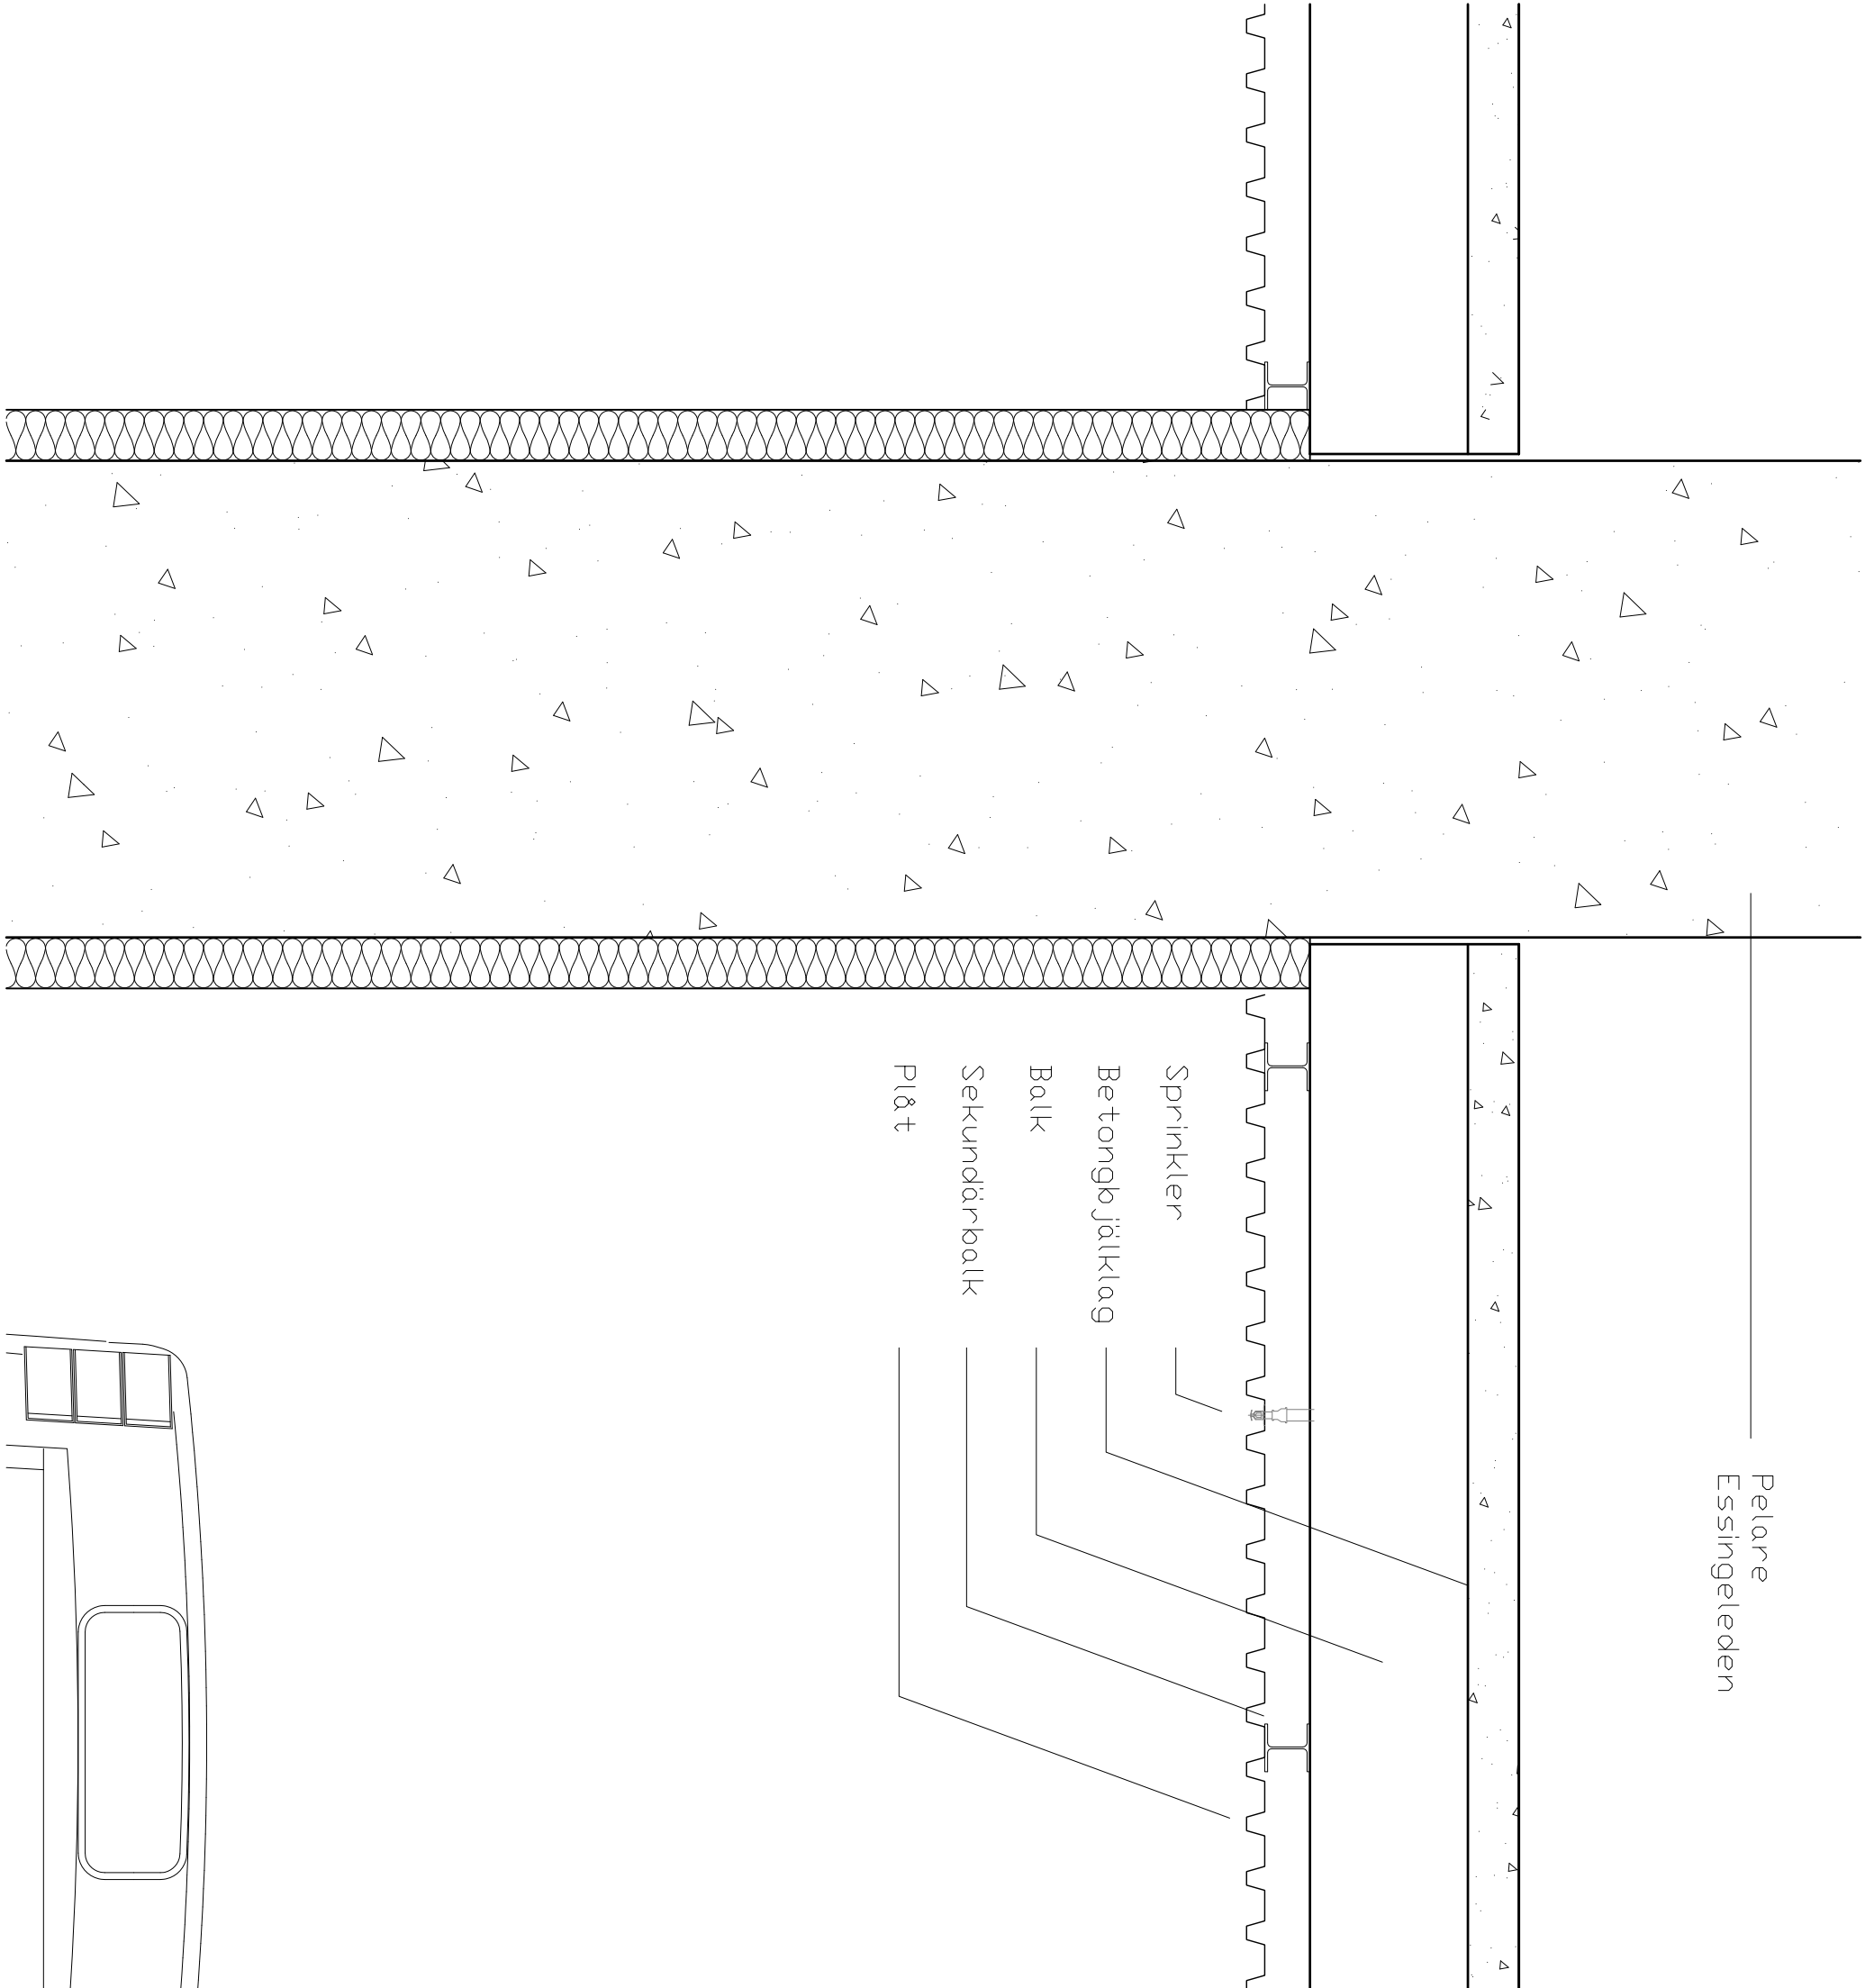 Pelare
Essingeleden
Sprinkler
Betongbjälklag
Balk
Sekundärbalk
Plåt